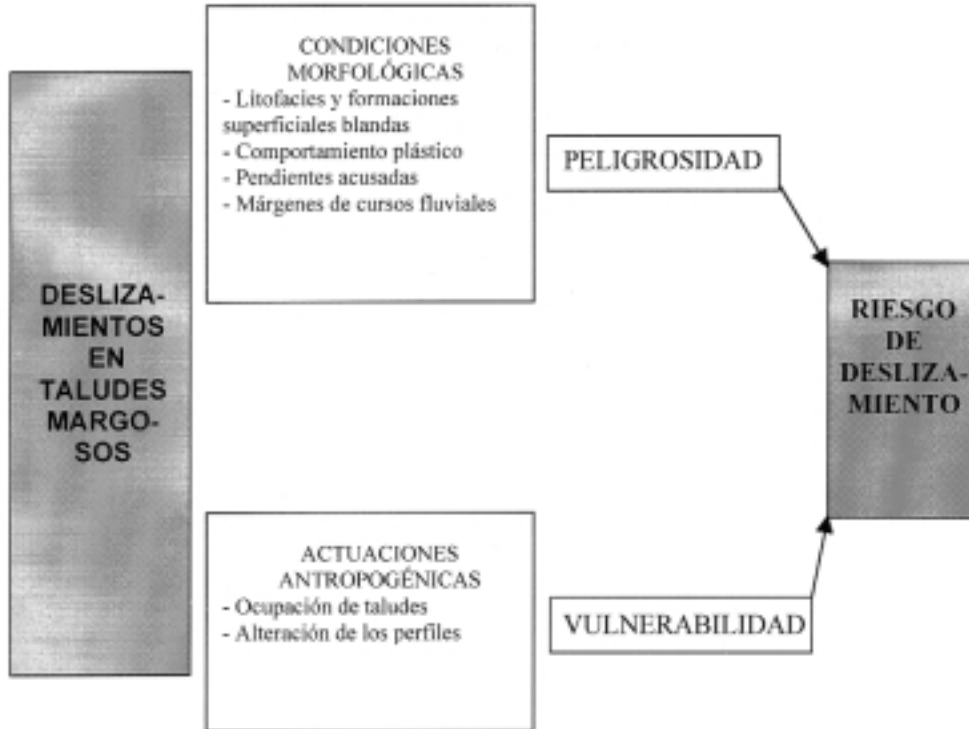 DESLIZA-
MIENTOS
EN
TALUDES
MARGO-
SOS
CONDICIONES
MORFOLÓGICAS
- Litofacies y formaciones
superficiales blandas
- Comportamiento plástico
- Pendientes acusadas
- Márgenes de cursos fluviales
PELIGROSIDAD
ACTUACIONES
ANTROPOGÉNICAS
- Ocupación de taludes
- Alteración de los perfiles
VULNERABILIDAD
RIESGO
DE
DESLIZA-
MIENTO